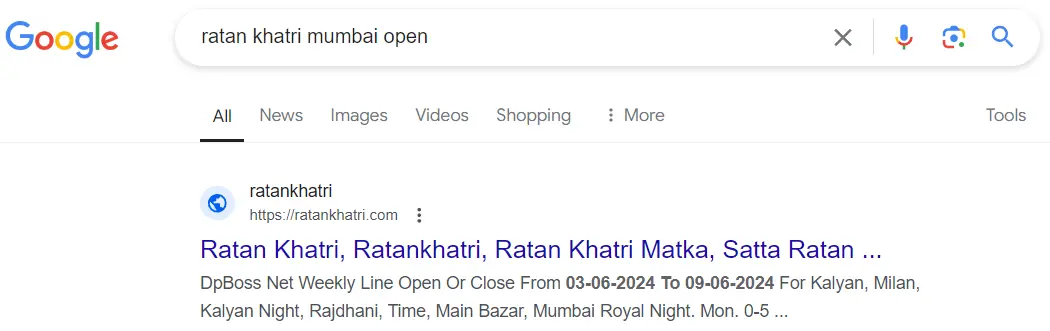 Google
ratan khatri mumbai open
All News Images Videos Shopping More Tools
ratankhatri
https://ratankhatri.com
Ratan Khatri, Ratankhatri, Ratan Khatri Matka, Satta Ratan ...
DpBoss Net Weekly Line Open Or Close From 03-06-2024 To 09-06-2024 For Kalyan, Milan,
Kalyan Night, Rajdhani, Time, Main Bazar, Mumbai Royal Night. Mon. 0-5 ...